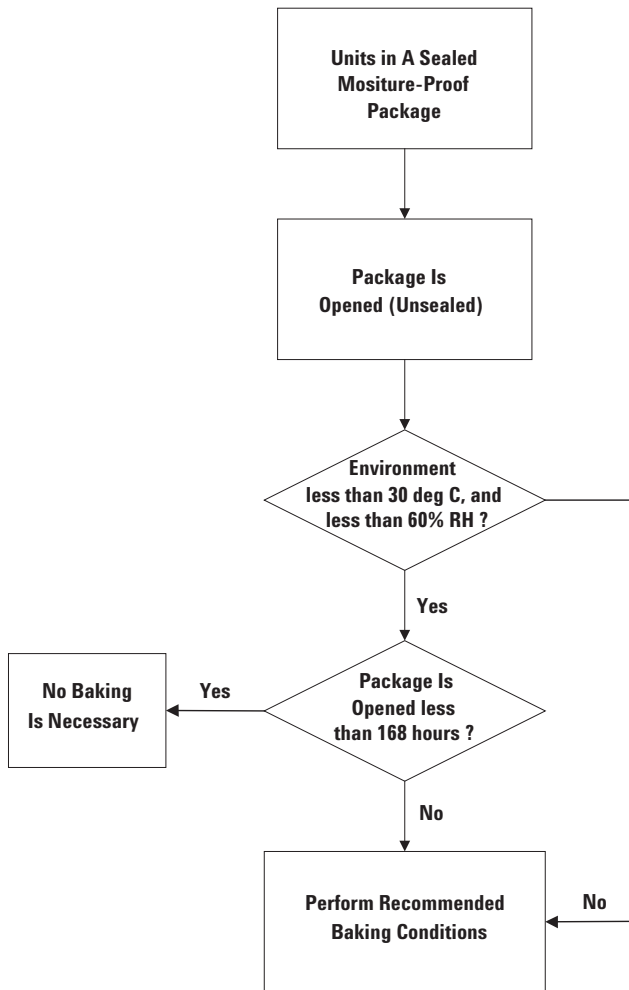 Units in A Sealed
Mositure-Proof
Package
Package Is
Opened (Unsealed)
Environment
less than 30 deg C, and
less than 60% RH ?
Yes
No Baking
Is Necessary
Yes
Package Is
Opened less
than 168 hours ?
No
Perform Recommended
Baking Conditions
No